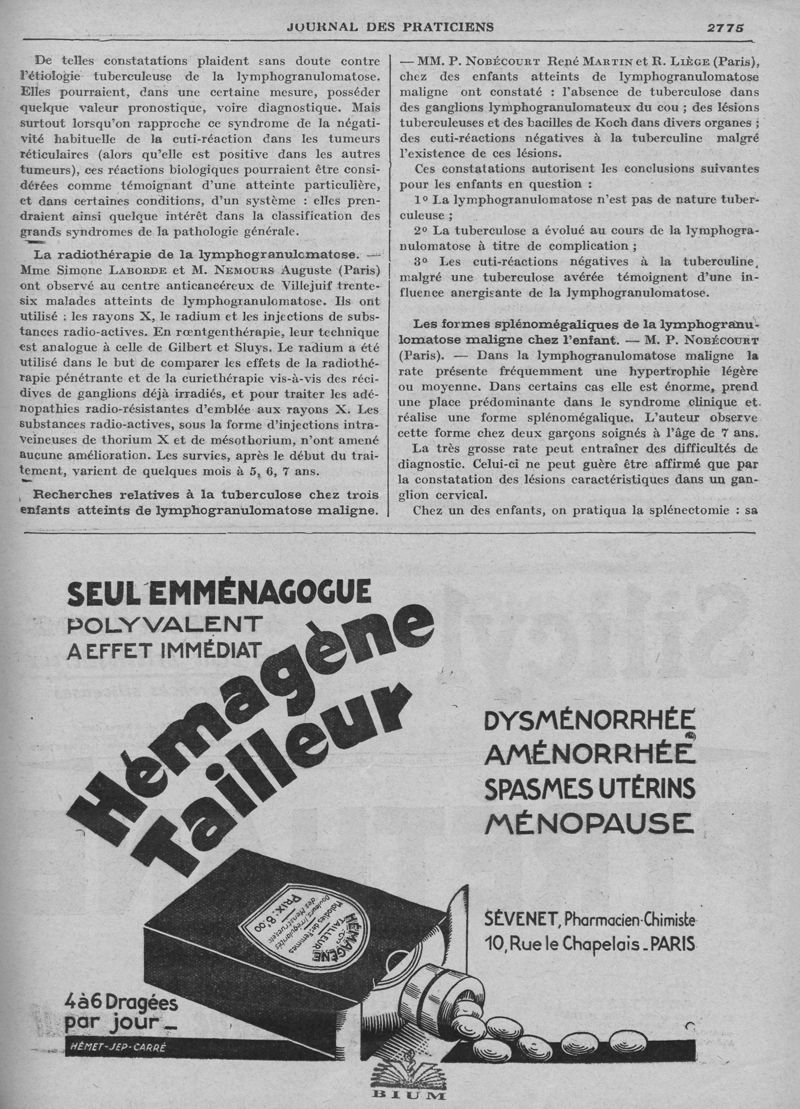 JOURNAL DES PRATICIENS 2775
De telles constatations plaident sans doute contre
l'étiologie tuberculeuse de la lymphogranulomatose.
Elles pourraient, dans une certaine mesure, posséder
quelque valeur pronostique, voire diagnostique. Mais
surtout lorsqu'on rapproche ce syndrome de la négati-
vité habituelle de la cuti-réaction dans les tumeurs
réticulaires (alors qu'elle est positive dans les autres
tumeurs), ces réactions biologiques pourraient être consi-
dérées comme témoignant d'une atteinte particulière,
et dans certaines conditions, d'un système : elles pren-
draient ainsi quelque intérêt dans la classification des
grands syndromes de la pathologie générale.
La radiothérapie de la lymphogranulomatose. —
Mme Simone LABORDE et M. NEMOURS Auguste (Paris)
ont observé au centre anticancéreux de Villejuif trente-
six malades atteints de lymphogranulomatose. Ils ont
utilisé : les rayons X, le radium et les injections de subs-
tances radio-actives. En rœntgenthérapie, leur technique
est analogue à celle de Gilbert et Sluys. Le radium a été
utilisé dans le but de comparer les effets de la radiothé-
rapie pénétrante et de la curiethérapie vis-à-vis des réci-
dives de ganglions déjà irradiés, et pour traiter les adé-
nopathies radio-résistantes d'emblée aux rayons X. Les
substances radio-actives, sous la forme d'injections intra-
veineuses de thorium X et de mésothorium, n'ont amené
aucune amélioration. Les survies, après le début du trai-
tement, varient de quelques mois à 5, 6, 7 ans.
Recherches relatives à la tuberculose chez trois
enfants atteints de lymphogranulomatose maligne.
— MM. P. NOBÉCOURT René MARTIN et R. LIÈGE (Paris),
chez des enfants atteints de lymphogranulomatose
maligne ont constaté : l'absence de tuberculose dans
des ganglions lymphogranulomateux du cou ; des lésions
tuberculeuses et des bacilles de Koch dans divers organes ;
des cuti-réactions négatives à la tuberculine malgré
l'existence de ces lésions.
Ces constatations autorisent les conclusions suivantes
pour les enfants en question :
1º La lymphogranulomatose n'est pas de nature tuber-
culeuse ;
2º La tuberculose a évolué au cours de la lymphogra-
nulomatose à titre de complication ;
3º Les cuti-réactions négatives à la tuberculine,
malgré une tuberculose avérée témoignent d'une in-
fluence anergisante de la lymphogranulomatose.
Les formes splénomégaliques de la lymphogranu-
lomatose maligne chez l'enfant. — M. P. NOBÉCOURT
(Paris). — Dans la lymphogranulomatose maligne la
rate présente fréquemment une hypertrophie légère
ou moyenne. Dans certains cas elle est énorme, prend
une place prédominante dans le syndrome clinique et
réalise une forme splénomégalique. L'auteur observe
cette forme chez deux garçons soignés à l'âge de 7 ans.
La très grosse rate peut entraîner des difficultés de
diagnostic. Celui-ci ne peut guère être affirmé que par
la constatation des lésions caractéristiques dans un gan-
glion cervical.
Chez un des enfants, on pratiqua la splénectomie : sa
SEUL EMMÉNAGOGUE
POLYVALENT
A EFFET IMMÉDIAT
Hémagène
Tailleur
DYSMÉNORRHÉE
AMÉNORRHÉE
SPASMES UTÉRINS
MÉNOPAUSE
HÉMAGÈNE
TAILLEUR
Maladies des Femmes
PRIX: 8,00
SÉVENET, Pharmacien-Chimiste
10, Rue le Chapelais - PARIS
4 à 6 Dragées
par jour _
HÉMET-JEP-CARRÉ
BIUM